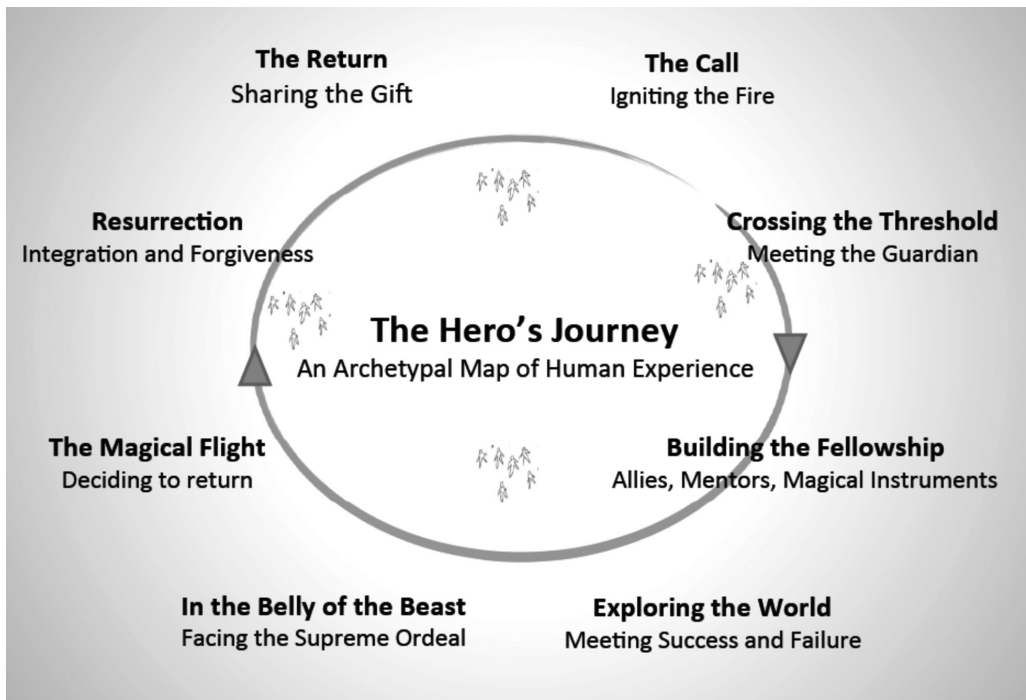 The Return
Sharing the Gift
The Call
Igniting the Fire
Resurrection
Integration and Forgiveness
Crossing the Threshold
Meeting the Guardian
The Hero’s Journey
An Archetypal Map of Human Experience
The Magical Flight
Deciding to return
Building the Fellowship
Allies, Mentors, Magical Instruments
In the Belly of the Beast
Facing the Supreme Ordeal
Exploring the World
Meeting Success and Failure